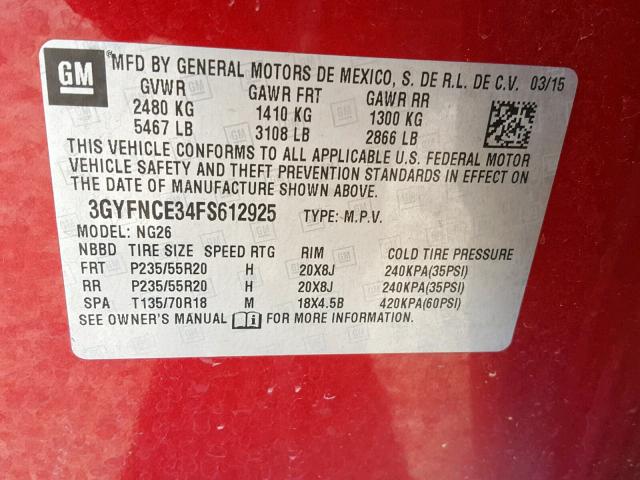 GM
MFD BY GENERAL MOTORS DE MEXICO, S. DE R.L. DE C.V. 03/15
GVWR GAWR FRT GAWR RR
2480 KG 1410 KG 1300 KG
5467 LB 3108 LB 2866 LB
THIS VEHICLE CONFORMS TO ALL APPLICABLE U.S. FEDERAL MOTOR
VEHICLE SAFETY AND THEFT PREVENTION STANDARDS IN EFFECT ON
THE DATE OF MANUFACTURE SHOWN ABOVE.
3GYFNCE34FS612925 TYPE: M.P.V.
MODEL: NG26
NBBD TIRE SIZE SPEED RTG RIM COLD TIRE PRESSURE
FRT P235/55R20 H 20X8J 240KPA(35PSI)
RR P235/55R20 H 20X8J 240KPA(35PSI)
SPA T135/70R18 M 18X4.5B 420KPA(60PSI)
SEE OWNER'S MANUAL FOR MORE INFORMATION.